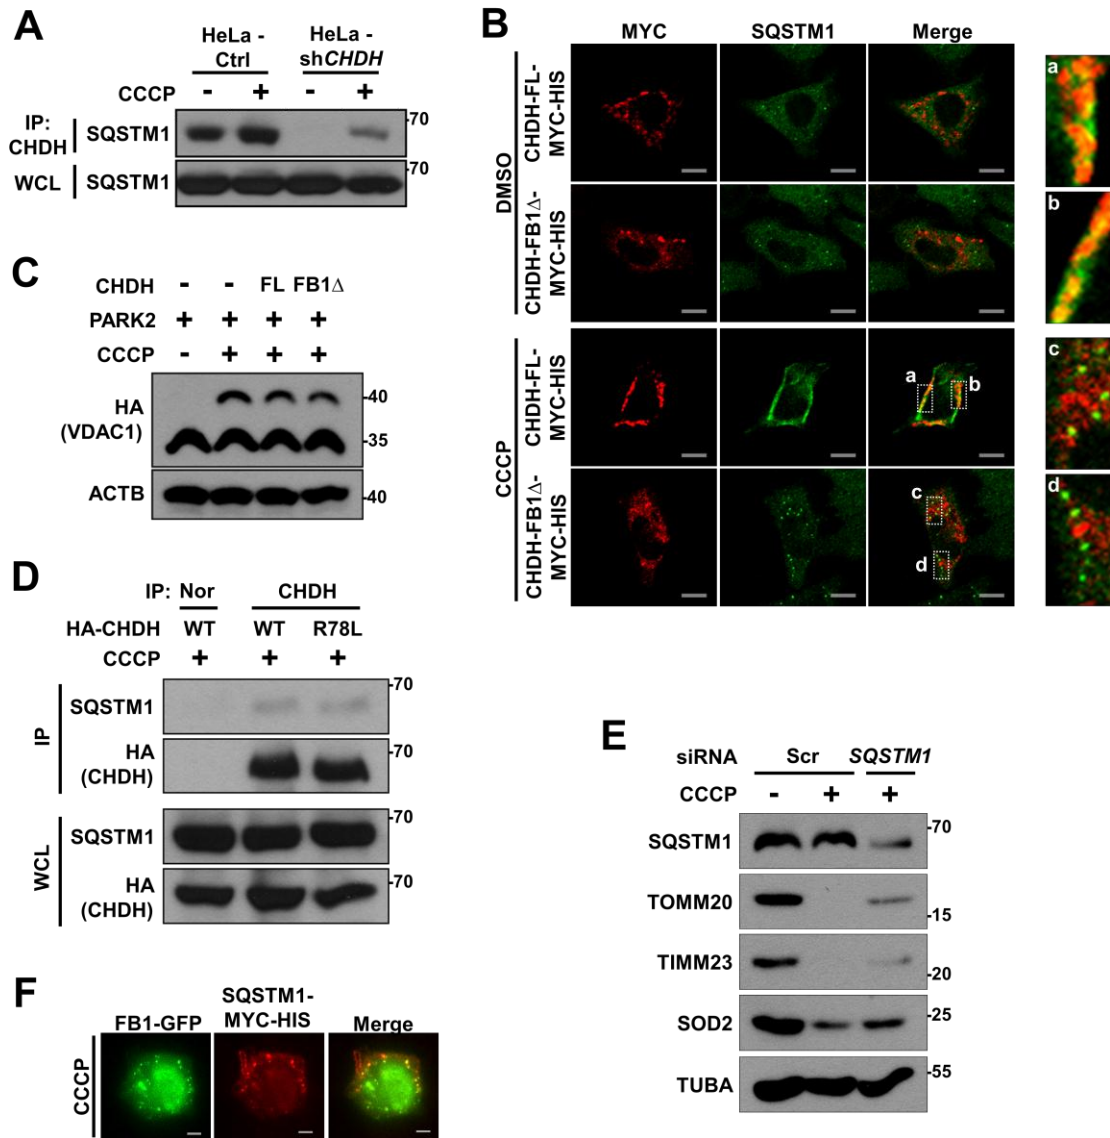 A
HeLa - Ctrl
HeLa - shCHDH
CCCP - + - +
IP: CHDH SQSTM1 -70
WCL SQSTM1 -70
B
MYC SQSTM1 Merge
DMSO
CHDH-FL-MYC-HIS
CHDH-FB1Δ-MYC-HIS
CCCP
CHDH-FL-MYC-HIS
a b
CHDH-FB1Δ-MYC-HIS
c
d
a
b
c
d
C
CHDH - - FL FB1Δ
PARK2 + + + +
CCCP - + + +
HA (VDAC1) -40
-35
ACTB -40
D
IP: Nor CHDH
HA-CHDH WT WT R78L
CCCP + + +
IP
SQSTM1 -70
HA (CHDH) -70
WCL
SQSTM1 -70
HA (CHDH) -70
E
siRNA Scr SQSTM1
CCCP - + +
SQSTM1 -70
TOMM20 -15
TIMM23 -20
SOD2 -25
TUBA -55
F
FB1-GFP
SQSTM1-MYC-HIS
Merge
CCCP